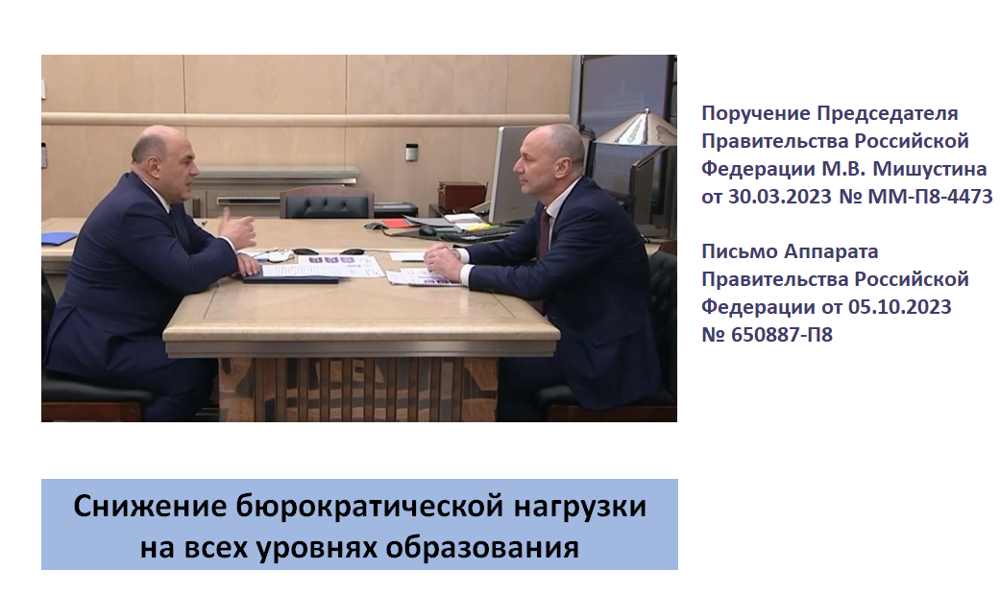 Поручение Председателя
Правительства Российской
Федерации М.В. Мишустина
от 30.03.2023 № ММ-П8-4473
Письмо Аппарата
Правительства Российской
Федерации от 05.10.2023
№ 650887-П8
Снижение бюрократической нагрузки
на всех уровнях образования